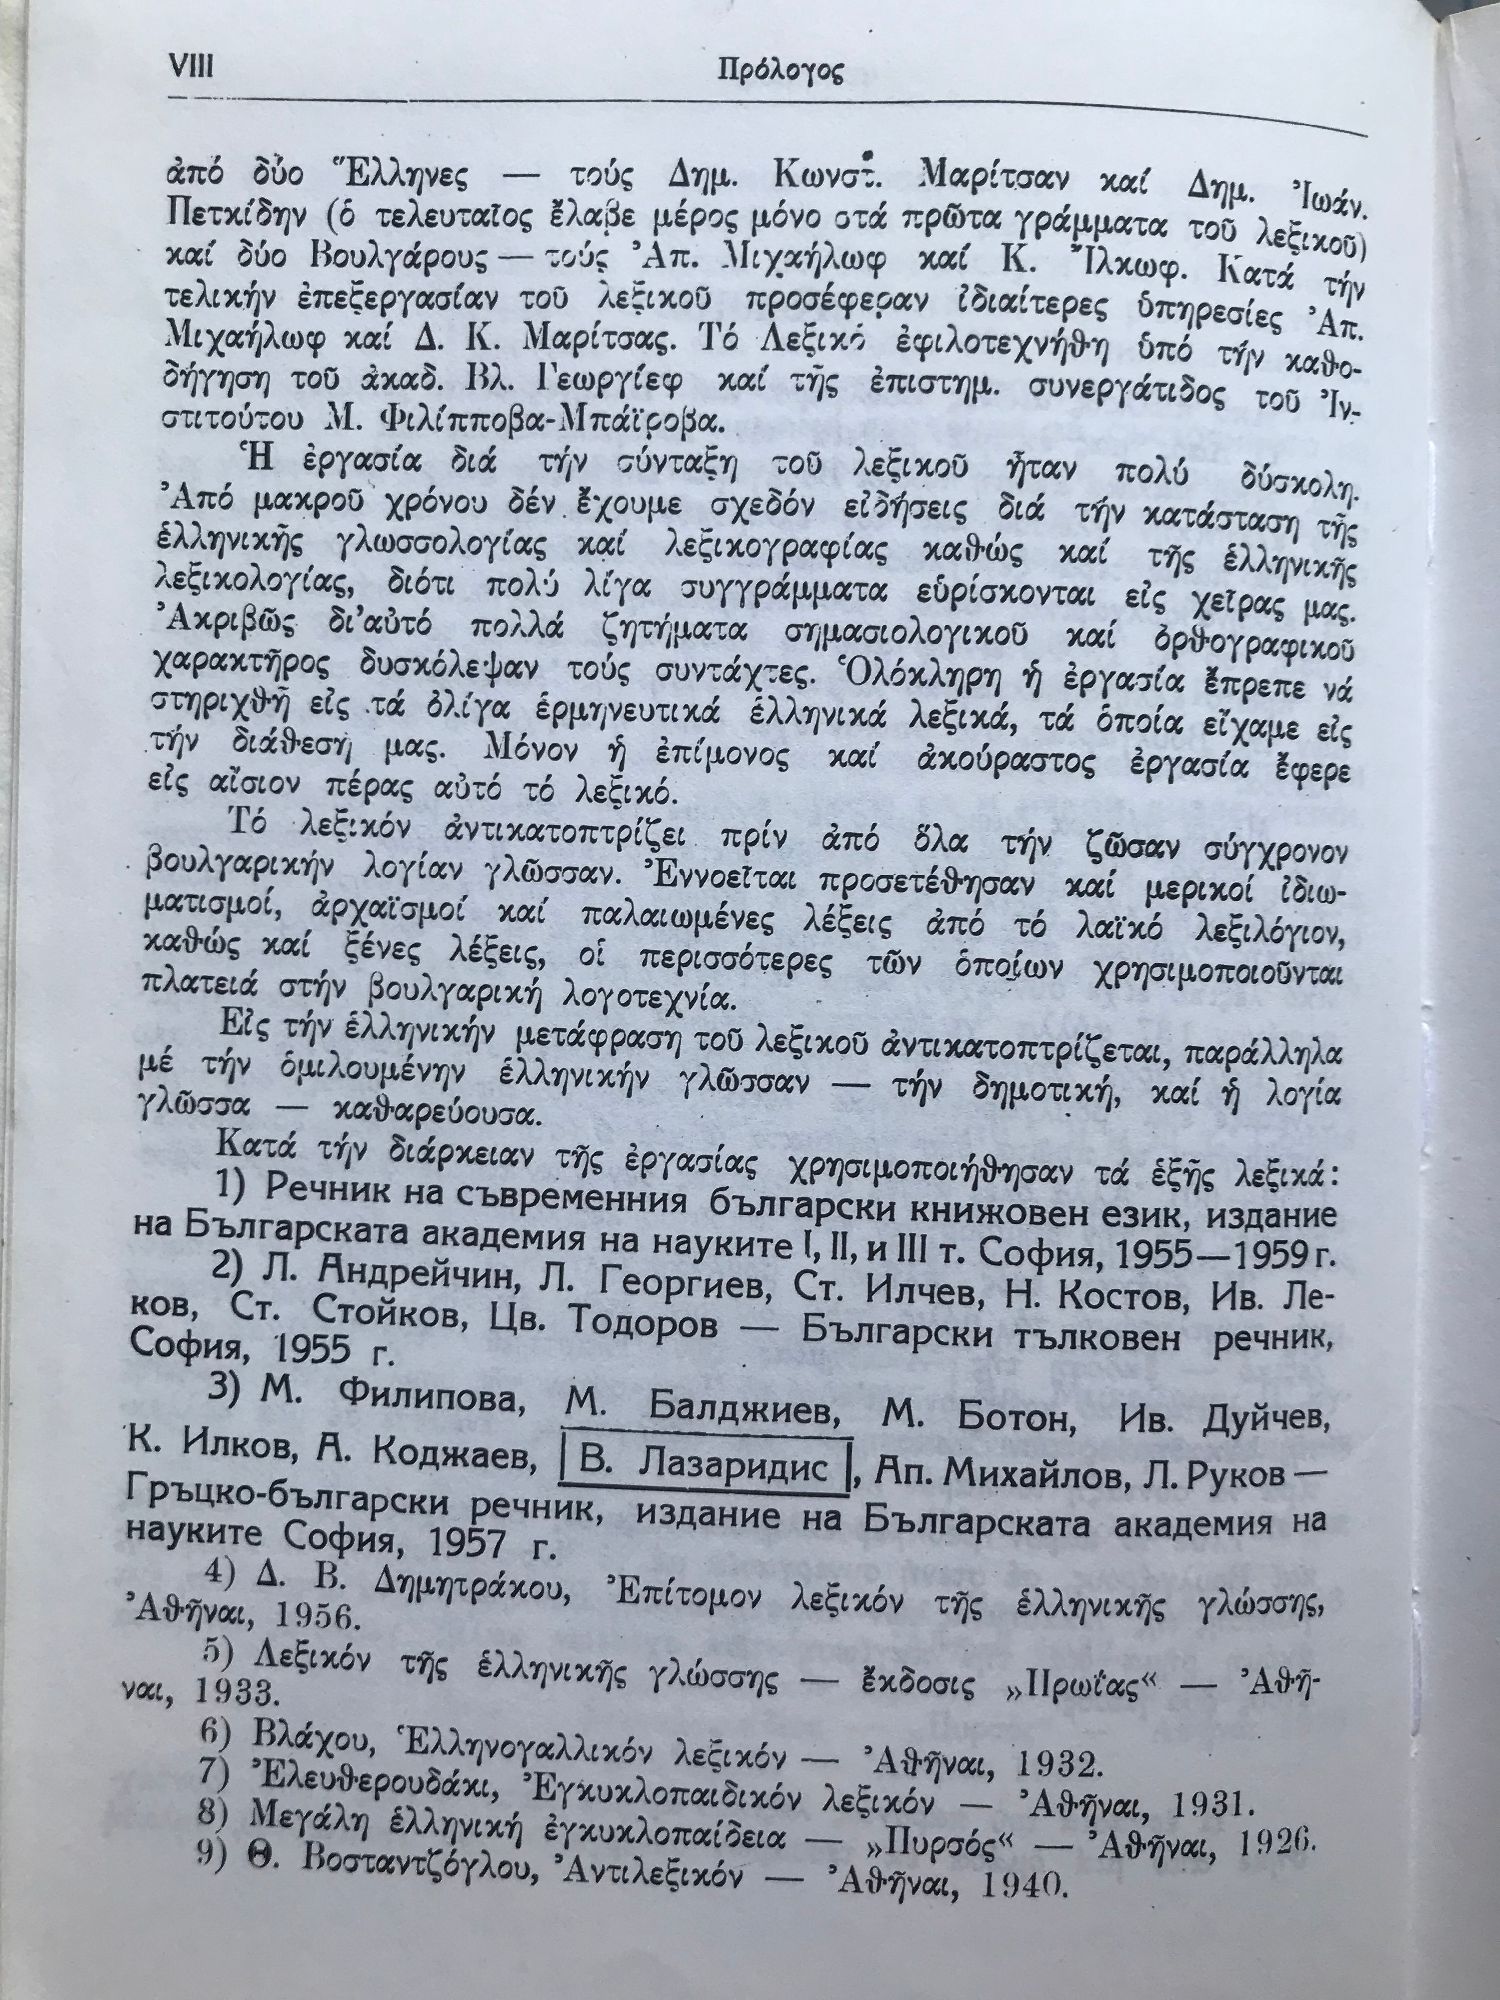 VIII
Πρόλογος
ἀπό δύο Ἕλληνες — τούς Δημ. Κωνστ. Μαρίτσαν καί Δημ. Ἰωάν.
Πετκίδην (ὁ τελευταῖος ἔλαβε μέρος μόνο στά πρῶτα γράμματα τοῦ λεξικοῦ)
καί δύο Βουλγάρους — τούς Ἀπ. Μιχαήλωφ καί Κ. Ἴλκωφ. Κατά τήν
τελικήν ἐπεξεργασίαν τοῦ λεξικοῦ προσέφεραν ἰδιαίτερες ὑπηρεσίες Ἀπ.
Μιχαήλωφ καί Δ. Κ. Μαρίτσας. Τό Λεξικό ἐφιλοτεχνήθη ὑπό τήν καθο-
δήγηση τοῦ ἀκαδ. Βλ. Γεωργίεφ καί τῆς ἐπιστημ. συνεργάτιδος τοῦ Ἰν-
στιτούτου Μ. Φιλίπποβα-Μπάϊροβα.
Ἡ ἐργασία διά τήν σύνταξη τοῦ λεξικοῦ ἦταν πολύ δύσκολη.
Ἀπό μακροῦ χρόνου δέν ἔχουμε σχεδόν εἰδήσεις διά τήν κατάσταση τῆς
ἑλληνικῆς γλωσσολογίας καί λεξικογραφίας καθώς καί τῆς ἑλληνικῆς
λεξικολογίας, διότι πολύ λίγα συγγράμματα εὑρίσκονται εἰς χεῖρας μας.
Ἀκριβῶς δι'αὐτό πολλά ζητήματα σημασιολογικοῦ καί ὀρθογραφικοῦ
χαρακτῆρος δυσκόλεψαν τούς συντάχτες. Ὁλόκληρη ἡ ἐργασία ἔπρεπε νά
στηριχθῆ εἰς τά ὀλίγα ἑρμηνευτικά ἑλληνικά λεξικά, τά ὁποία εἴχαμε εἰς
τήν διάθεση μας. Μόνον ἡ ἐπίμονος καί ἀκούραστος ἐργασία ἔφερε
εἰς αἴσιον πέρας αὐτό τό λεξικό.
Τό λεξικόν ἀντικατοπτρίζει πρίν ἀπό ὅλα τήν ζῶσαν σύγχρονον
βουλγαρικήν λογίαν γλῶσσαν. Ἐννοεῖται προσετέθησαν καί μερικοί ἰδιω-
ματισμοί, ἀρχαϊσμοί καί παλαιωμένες λέξεις ἀπό τό λαϊκό λεξιλόγιον,
καθώς καί ξένες λέξεις, οἱ περισσότερες τῶν ὁποίων χρησιμοποιοῦνται
πλατειά στήν βουλγαρική λογοτεχνία.
Εἰς τήν ἑλληνικήν μετάφραση τοῦ λεξικοῦ ἀντικατοπτρίζεται, παράλληλα
μέ τήν ὁμιλουμένην ἑλληνικήν γλῶσσαν — τήν δημοτική, καί ἡ λογία
γλῶσσα — καθαρεύουσα.
Κατά τήν διάρκειαν τῆς ἐργασίας χρησιμοποιήθησαν τά ἑξῆς λεξικά:
1) Речник на съвременния български книжовен език, издание
на Българската академия на науките I, II, и III т. София, 1955—1959 г.
2) Л. Андрейчин, Л. Георгиев, Ст. Илчев, Н. Костов, Ив. Ле-
ков, Ст. Стойков, Цв. Тодоров — Български тълковен речник,
София, 1955 г.
3) М. Филипова, М. Балджиев, М. Ботон, Ив. Дуйчев,
К. Илков, А. Коджаев, В. Лазаридис, Ап. Михайлов, Л. Руков —
Гръцко-български речник, издание на Българската академия на
науките София, 1957 г.
4) Δ. Β. Δημητράκου, Ἐπίτομον λεξικόν τῆς ἑλληνικῆς γλώσσης,
Ἀθῆναι, 1956.
5) Λεξικόν τῆς ἑλληνικῆς γλώσσης — ἔκδοσις „Πρωΐας“ — Ἀθῆ-
ναι, 1933.
6) Βλάχου, Ἑλληνογαλλικόν λεξικόν — Ἀθῆναι, 1932.
7) Ἐλευθερουδάκι, Ἐγκυκλοπαιδικόν λεξικόν — Ἀθῆναι, 1931.
8) Μεγάλη ἑλληνική ἐγκυκλοπαίδεια — „Πυρσός“ — Ἀθῆναι, 1926.
9) Θ. Βοσταντζόγλου, Ἀντιλεξικόν — Ἀθῆναι, 1940.